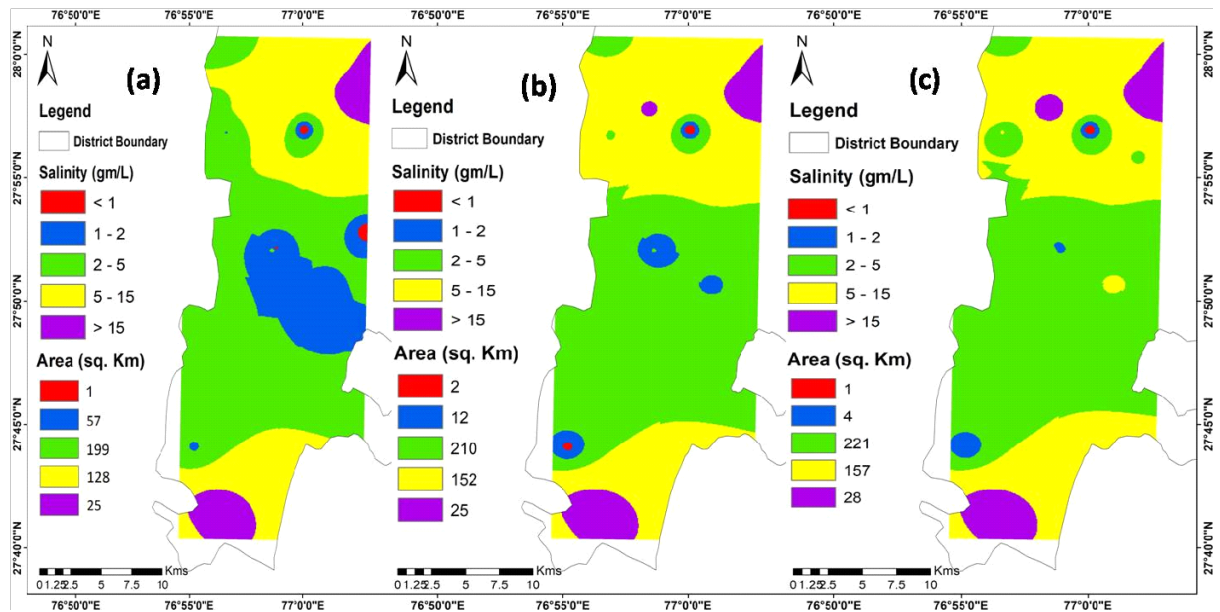 76°50'0"E 76°55'0"E 77°0'0"E 76°50'0"E 76°55'0"E 77°0'0"E 76°50'0"E 76°55'0"E 77°0'0"E
28°0'0"N
27°55'0"N
27°50'0"N
27°45'0"N
27°40'0"N
N
(a)
Legend
District Boundary
Salinity (gm/L)
< 1
1 - 2
2 - 5
5 - 15
> 15
Area (sq. Km)
1
57
199
128
25
Kms
0 1.25 2.5 5 7.5 10
N
(b)
Legend
District Boundary
Salinity (gm/L)
< 1
1 - 2
2 - 5
5 - 15
> 15
Area (sq. Km)
2
12
210
152
25
Kms
0 1.25 2.5 5 7.5 10
N
(c)
Legend
District Boundary
Salinity (gm/L)
< 1
1 - 2
2 - 5
5 - 15
> 15
Area (sq. Km)
1
4
221
157
28
Kms
0 1.25 2.5 5 7.5 10
28°0'0"N
27°55'0"N
27°50'0"N
27°45'0"N
27°40'0"N
76°50'0"E 76°55'0"E 77°0'0"E 76°50'0"E 76°55'0"E 77°0'0"E 76°50'0"E 76°55'0"E 77°0'0"E